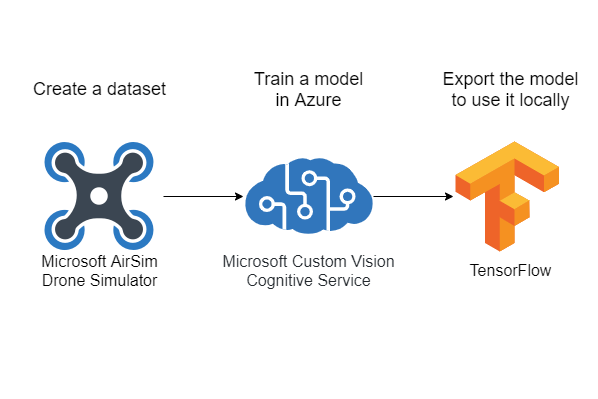 Create a dataset
Train a model
in Azure
Export the model
to use it locally
Microsoft AirSim
Drone Simulator
Microsoft Custom Vision
Cognitive Service
TensorFlow